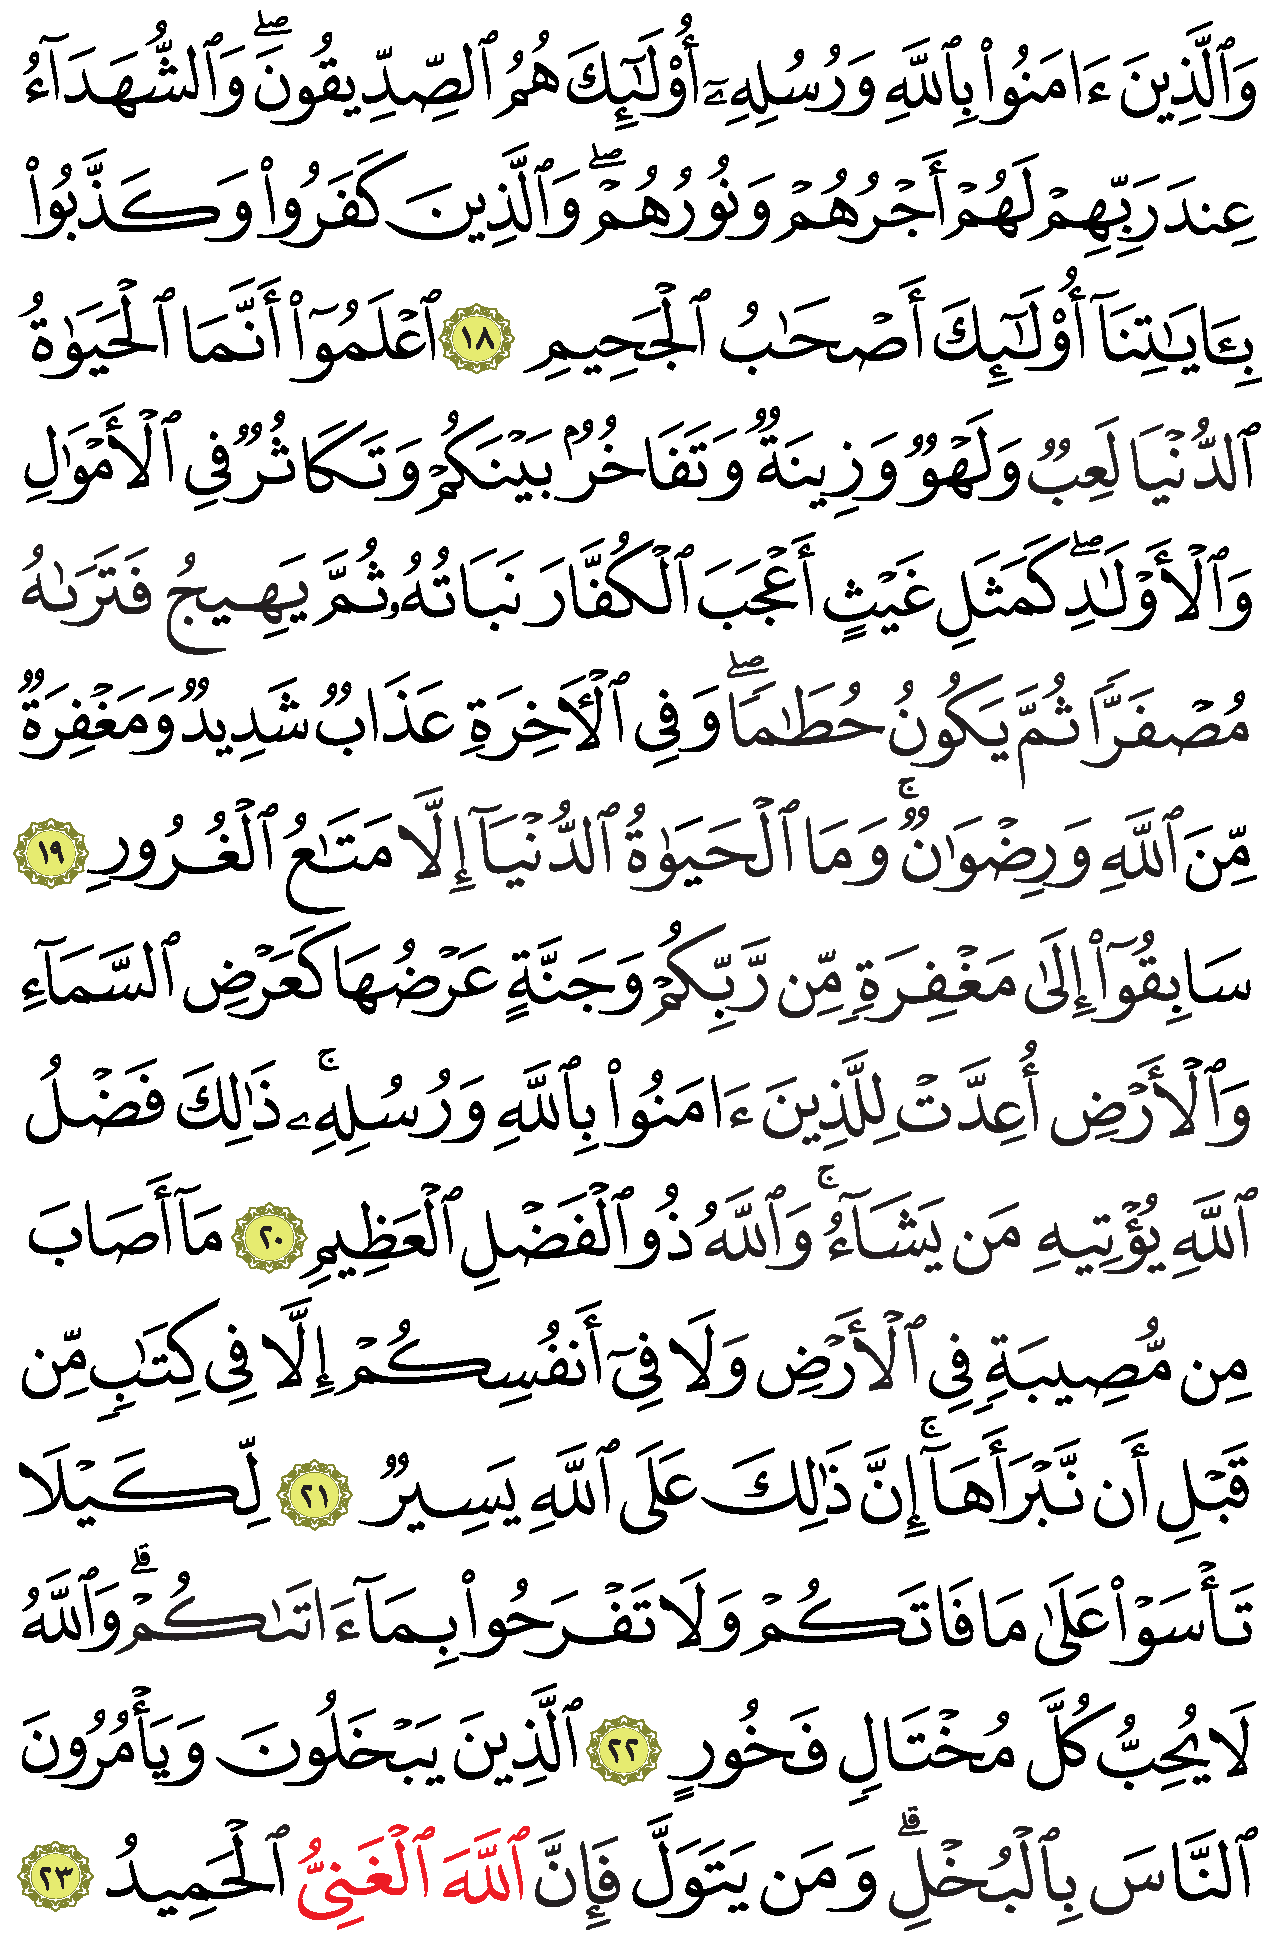 وَٱلَّذِينَ ءَامَنُوا۟ بِٱللَّهِ وَرُسُلِهِۦٓ أُو۟لَـٰٓئِكَ هُمُ ٱلصِّدِّيقُونَ ۖ وَٱلشُّهَدَآءُ
عِندَ رَبِّهِمْ لَهُمْ أَجْرُهُمْ وَنُورُهُمْ ۖ وَٱلَّذِينَ كَفَرُوا۟ وَكَذَّبُوا۟
بِـَٔايَـٰتِنَآ أُو۟لَـٰٓئِكَ أَصْحَـٰبُ ٱلْجَحِيمِ ١٨ ٱعْلَمُوٓا۟ أَنَّمَا ٱلْحَيَوٰةُ
ٱلدُّنْيَا لَعِبٌ وَلَهْوٌ وَزِينَةٌ وَتَفَاخُرٌۢ بَيْنَكُمْ وَتَكَاثُرٌ فِى ٱلْأَمْوَٰلِ
وَٱلْأَوْلَـٰدِ ۖ كَمَثَلِ غَيْثٍ أَعْجَبَ ٱلْكُفَّارَ نَبَاتُهُۥ ثُمَّ يَهِيجُ فَتَرَىٰهُ
مُصْفَرًّا ثُمَّ يَكُونُ حُطَـٰمًا ۖ وَفِى ٱلْـَٔاخِرَةِ عَذَابٌ شَدِيدٌ وَمَغْفِرَةٌ
مِّنَ ٱللَّهِ وَرِضْوَٰنٌ ۚ وَمَا ٱلْحَيَوٰةُ ٱلدُّنْيَآ إِلَّا مَتَـٰعُ ٱلْغُرُورِ ١٩
سَابِقُوٓا۟ إِلَىٰ مَغْفِرَةٍ مِّن رَّبِّكُمْ وَجَنَّةٍ عَرْضُهَا كَعَرْضِ ٱلسَّمَآءِ
وَٱلْأَرْضِ أُعِدَّتْ لِلَّذِينَ ءَامَنُوا۟ بِٱللَّهِ وَرُسُلِهِۦ ۚ ذَٰلِكَ فَضْلُ
ٱللَّهِ يُؤْتِيهِ مَن يَشَآءُ ۚ وَٱللَّهُ ذُو ٱلْفَضْلِ ٱلْعَظِيمِ ٢٠ مَآ أَصَابَ
مِن مُّصِيبَةٍ فِى ٱلْأَرْضِ وَلَا فِىٓ أَنفُسِكُمْ إِلَّا فِى كِتَـٰبٍ مِّن
قَبْلِ أَن نَّبْرَأَهَآ ۚ إِنَّ ذَٰلِكَ عَلَى ٱللَّهِ يَسِيرٌ ٢١ لِّكَيْلَا
تَأْسَوْا۟ عَلَىٰ مَا فَاتَكُمْ وَلَا تَفْرَحُوا۟ بِمَآ ءَاتَىٰكُمْ ۗ وَٱللَّهُ
لَا يُحِبُّ كُلَّ مُخْتَالٍ فَخُورٍ ٢٢ ٱلَّذِينَ يَبْخَلُونَ وَيَأْمُرُونَ
ٱلنَّاسَ بِٱلْبُخْلِ ۗ وَمَن يَتَوَلَّ فَإِنَّ ٱللَّهَ ٱلْغَنِىُّ ٱلْحَمِيدُ ٢٣